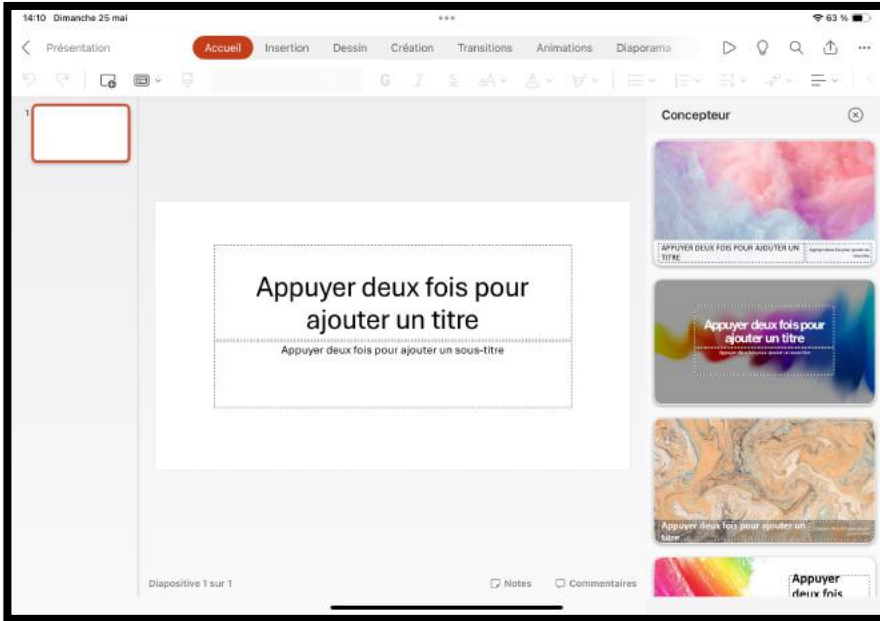 14:10 Dimanche 25 mai
63 %
Présentation
Accueil Insertion Dessin Création Transitions Animations Diaporama
G I S
1
Concepteur
APPUYER DEUX FOIS POUR AJOUTER UN
TITRE
Appuyer deux fois pour
ajouter un titre
Appuyer deux fois pour ajouter un sous-titre
Appuyer deux fois pour
ajouter un titre
Appuyer deux fois pour ajouter un
titre
Appuyer
deux fois
Diapositive 1 sur 1
Notes Commentaires